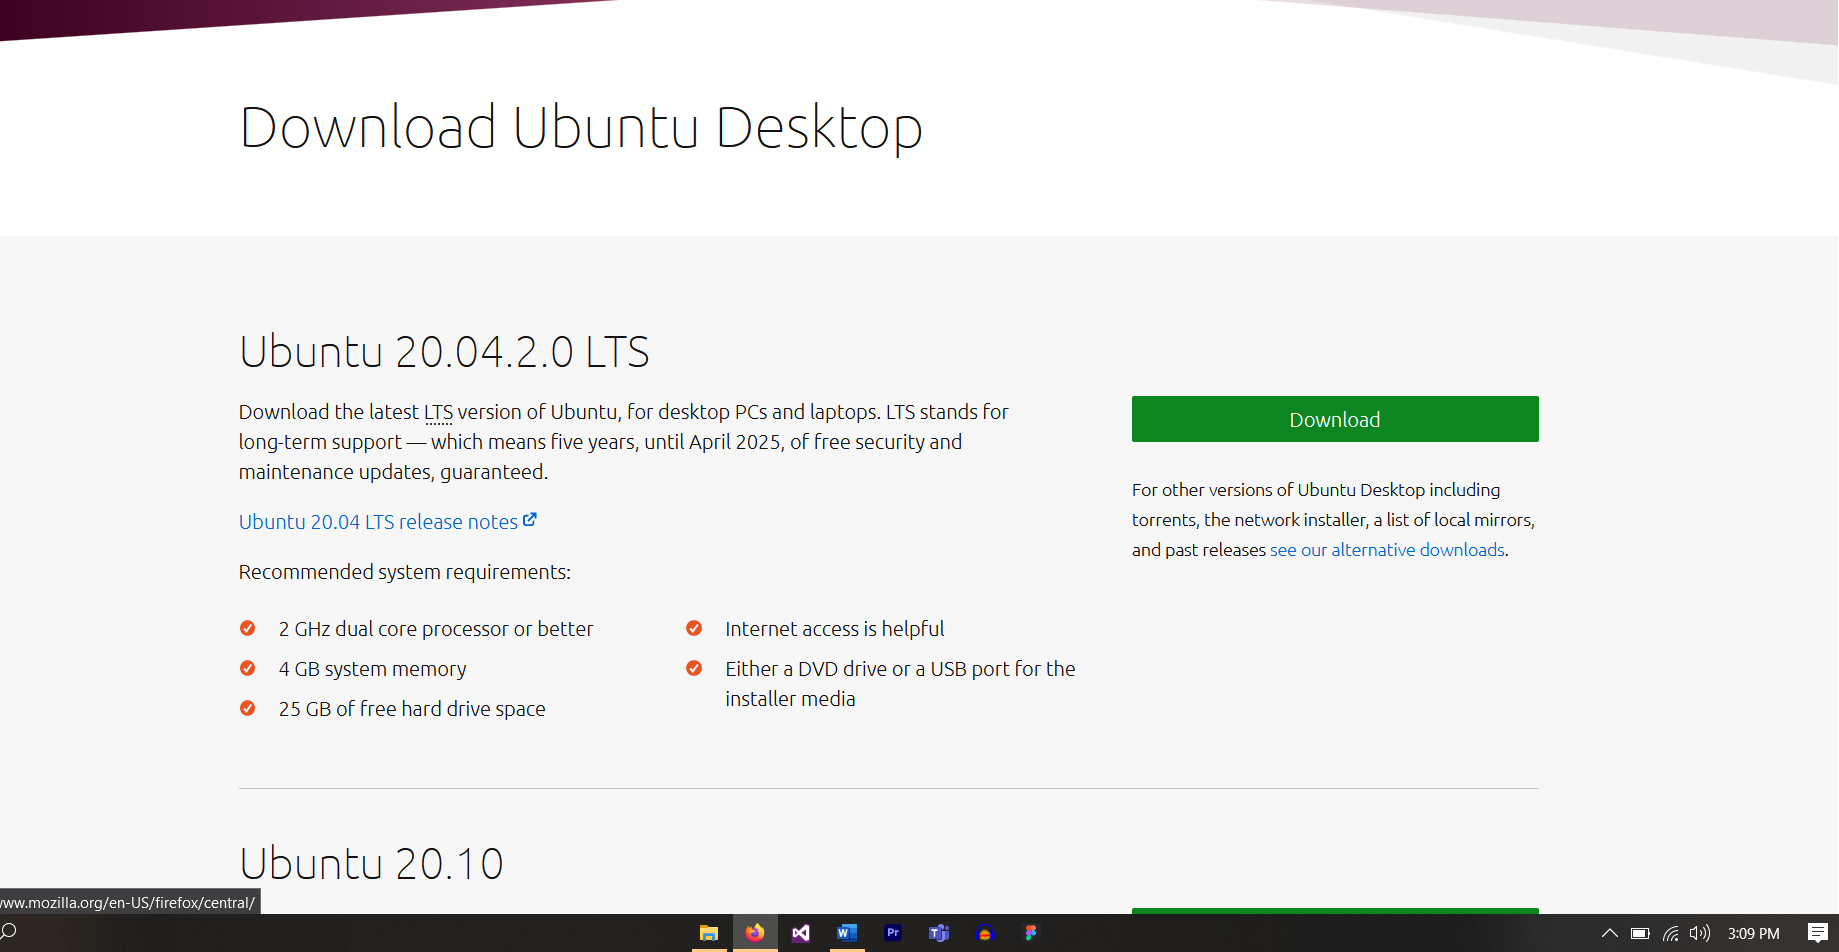 Download Ubuntu Desktop
Ubuntu 20.04.2.0 LTS
Download the latest LTS version of Ubuntu, for desktop PCs and laptops. LTS stands for
long-term support — which means five years, until April 2025, of free security and
maintenance updates, guaranteed.
Ubuntu 20.04 LTS release notes
Recommended system requirements:
2 GHz dual core processor or better
4 GB system memory
25 GB of free hard drive space
Internet access is helpful
Either a DVD drive or a USB port for the
installer media
Download
For other versions of Ubuntu Desktop including
torrents, the network installer, a list of local mirrors,
and past releases see our alternative downloads.
Ubuntu 20.10
www.mozilla.org/en-US/firefox/central/
W
Pr
T
3:09 PM